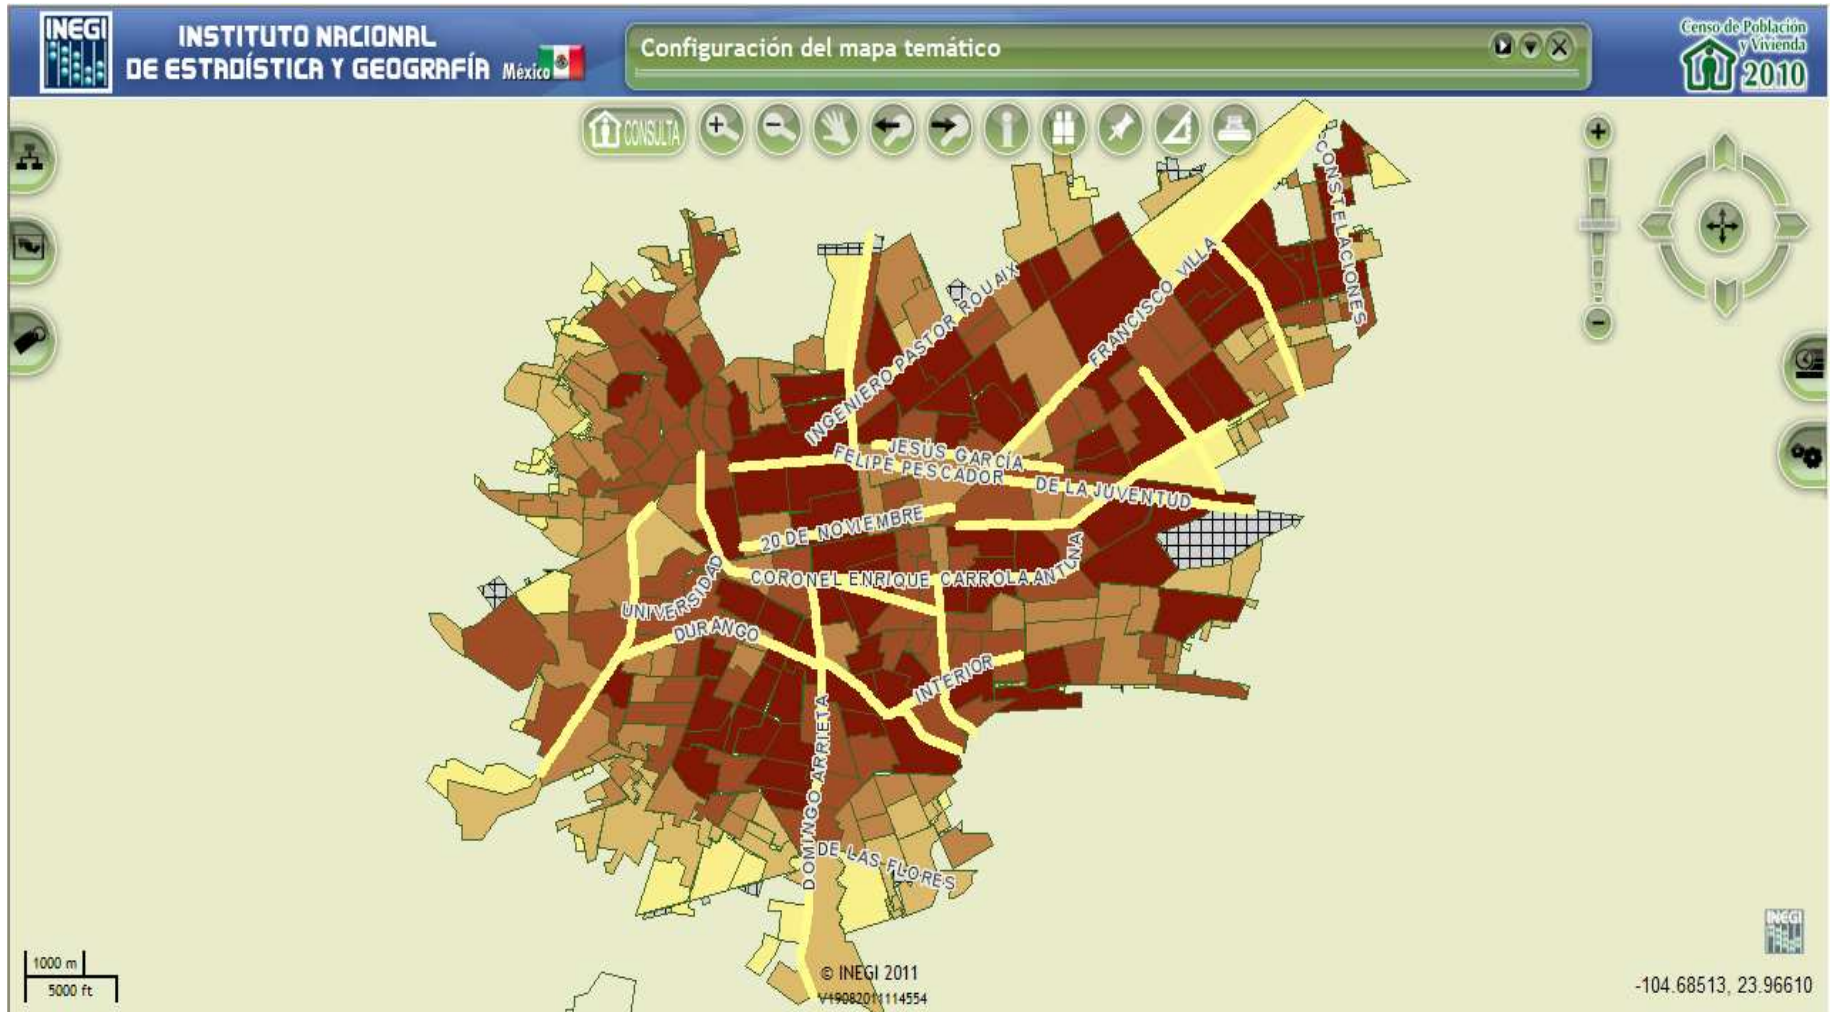 INEGI
INSTITUTO NACIONAL
DE ESTADÍSTICA Y GEOGRAFÍA México
Configuración del mapa temático
Censo de Población
y Vivienda
2010
CONSULTA
CONSTELACIONES
FRANCISCO VILLA
INGENIERO PASTOR ROUAIX
JESÚS GARCÍA
FELIPE PESCADOR
DE LA JUVENTUD
20 DE NOVIEMBRE
CORONEL ENRIQUE CARROLA ANTUNA
UNIVERSIDAD
DURANGO
INTERIOR
DOMINGO ARRIETA
DE LAS FLORES
INEGI
1000 m
5000 ft
© INEGI 2011
V19082011114554
-104.68513, 23.96610